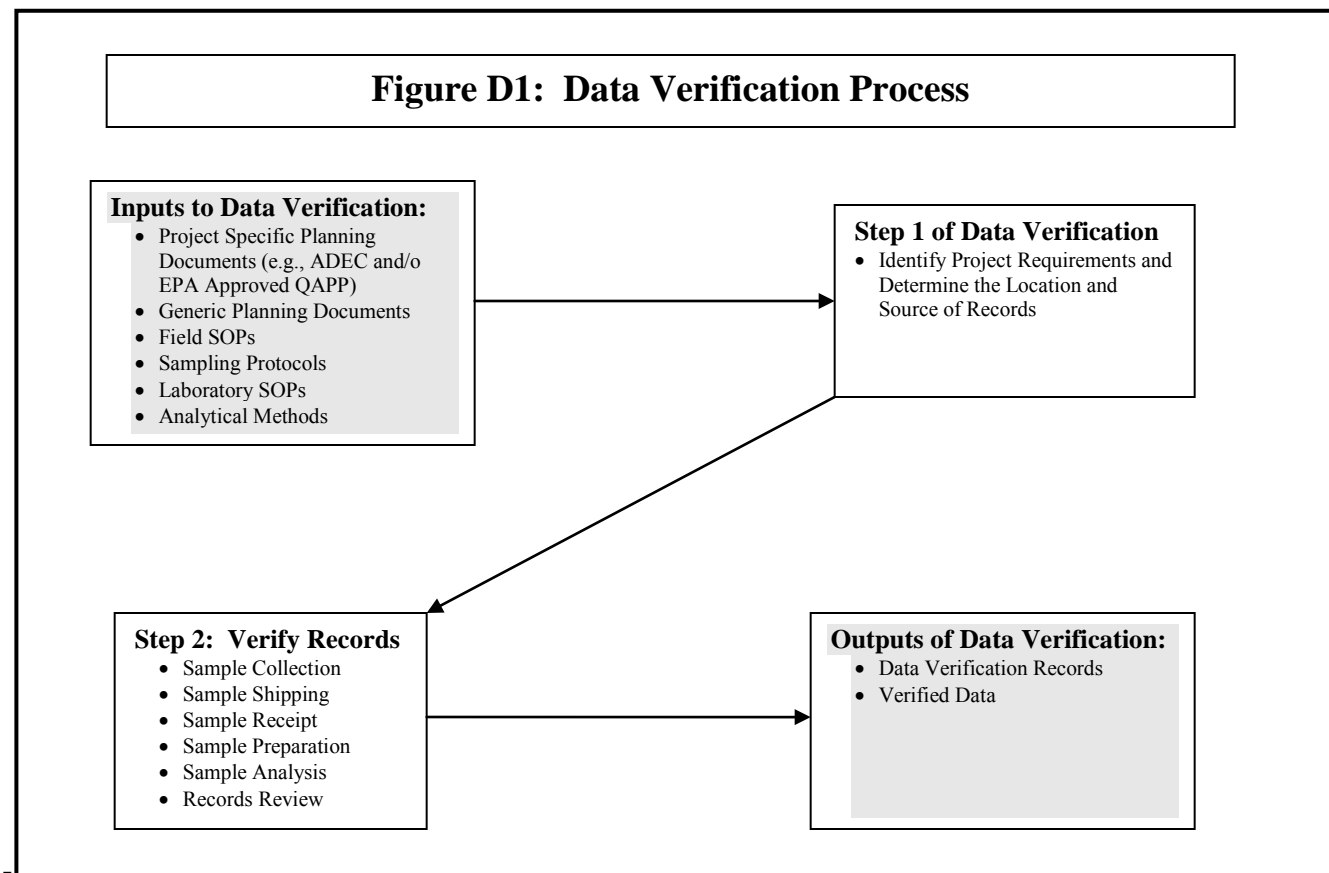 Figure D1: Data Verification Process
Inputs to Data Verification:
• Project Specific Planning
Documents (e.g., ADEC and/o
EPA Approved QAPP)
• Generic Planning Documents
• Field SOPs
• Sampling Protocols
• Laboratory SOPs
• Analytical Methods
Step 1 of Data Verification
• Identify Project Requirements and
Determine the Location and
Source of Records
Step 2: Verify Records
• Sample Collection
• Sample Shipping
• Sample Receipt
• Sample Preparation
• Sample Analysis
• Records Review
Outputs of Data Verification:
• Data Verification Records
• Verified Data